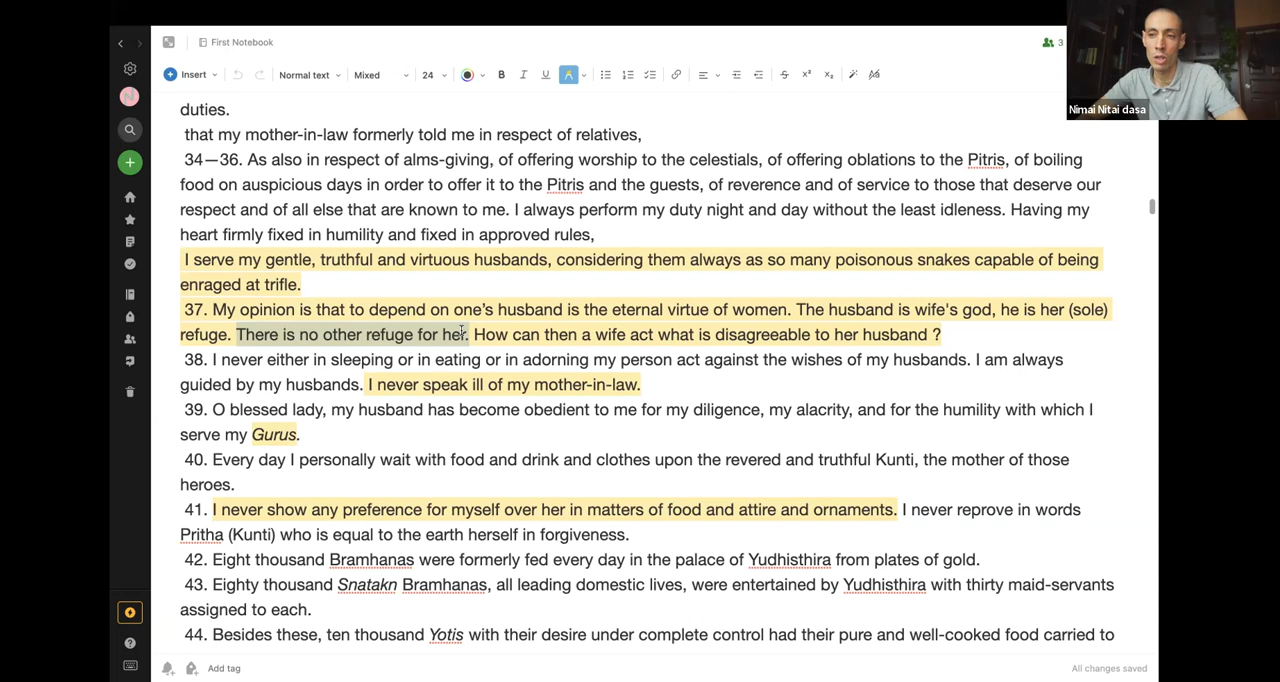 First Notebook
3
Nimai Nitai dasa
Insert
Normal text
Mixed
24
A
B
I
U
A
S
duties.
that my mother-in-law formerly told me in respect of relatives,
34—36. As also in respect of alms-giving, of offering worship to the celestials, of offering oblations to the Pitris, of boiling
food on auspicious days in order to offer it to the Pitris and the guests, of reverence and of service to those that deserve our
respect and of all else that are known to me. I always perform my duty night and day without the least idleness. Having my
heart firmly fixed in humility and fixed in approved rules,
I serve my gentle, truthful and virtuous husbands, considering them always as so many poisonous snakes capable of being
enraged at trifle.
37. My opinion is that to depend on one's husband is the eternal virtue of women. The husband is wife's god, he is her (sole)
refuge. There is no other refuge for her. How can then a wife act what is disagreeable to her husband ?
38. I never either in sleeping or in eating or in adorning my person act against the wishes of my husbands. I am always
guided by my husbands. I never speak ill of my mother-in-law.
39. O blessed lady, my husband has become obedient to me for my diligence, my alacrity, and for the humility with which I
serve my Gurus.
40. Every day I personally wait with food and drink and clothes upon the revered and truthful Kunti, the mother of those
heroes.
41. I never show any preference for myself over her in matters of food and attire and ornaments. I never reprove in words
Pritha (Kunti) who is equal to the earth herself in forgiveness.
42. Eight thousand Bramhanas were formerly fed every day in the palace of Yudhisthira from plates of gold.
43. Eighty thousand Snatakn Bramhanas, all leading domestic lives, were entertained by Yudhisthira with thirty maid-servants
assigned to each.
44. Besides these, ten thousand Yotis with their desire under complete control had their pure and well-cooked food carried to
Add tag
All changes saved